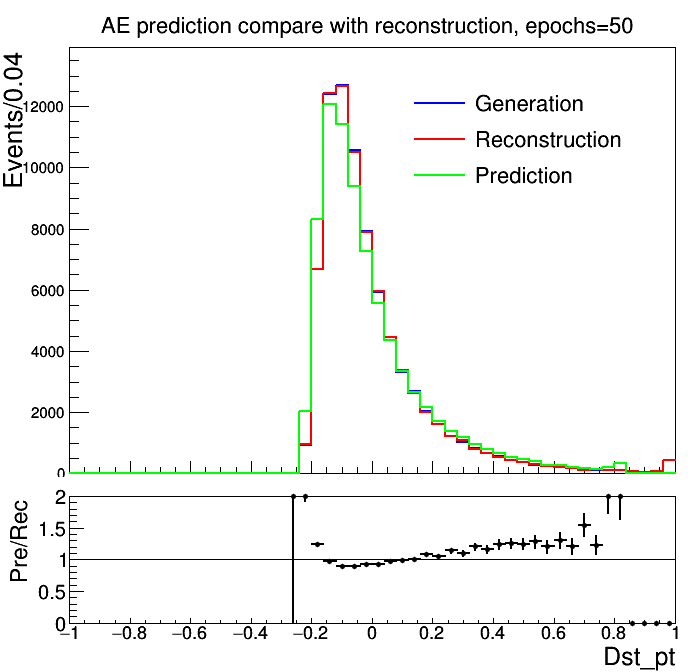 AE prediction compare with reconstruction, epochs=50
Events/0.04
12000
10000
8000
6000
4000
2000
0
Generation
Reconstruction
Prediction
Pre/Rec
2
1.5
1
0.5
0
−1 −0.8 −0.6 −0.4 −0.2 0 0.2 0.4 0.6 0.8 1
Dst_pt